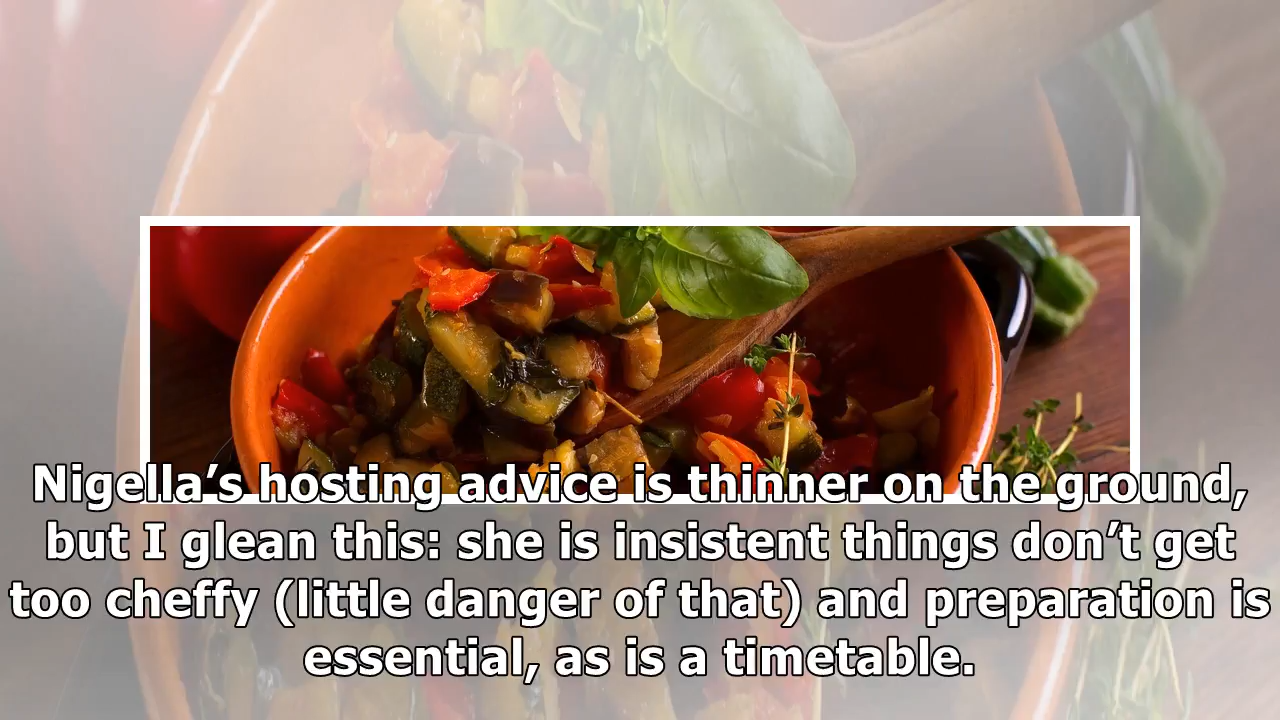 Nigella’s hosting advice is thinner on the ground,
but I glean this: she is insistent things don’t get
too cheffy (little danger of that) and preparation is
essential, as is a timetable.